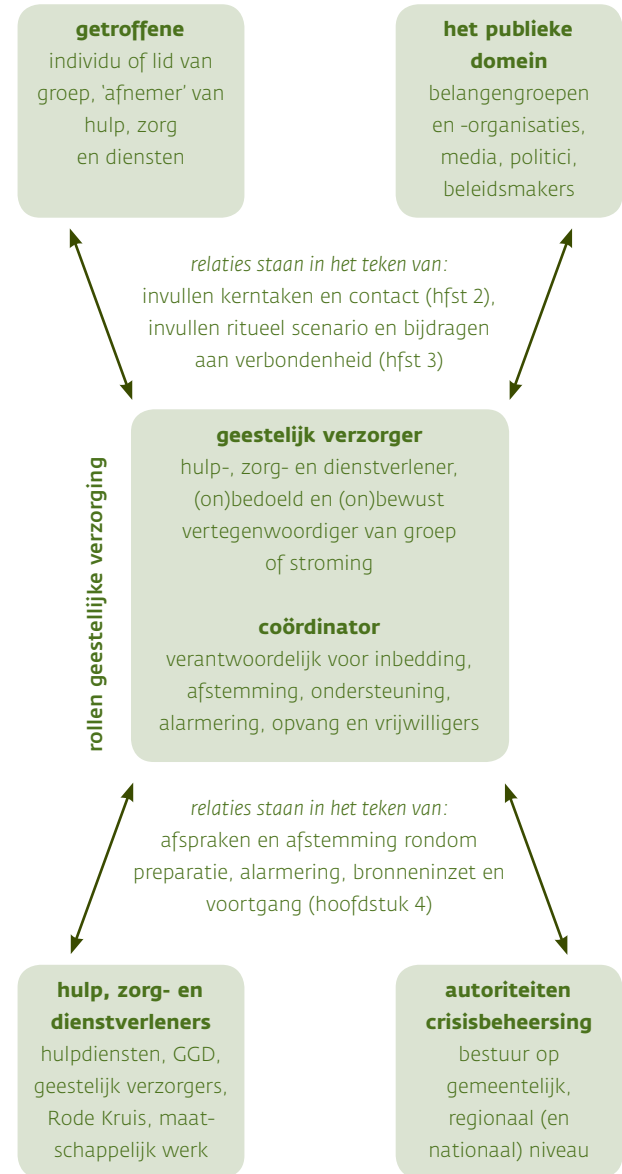 getroffene
individu of lid van
groep, 'afnemer' van
hulp, zorg
en diensten
het publieke
domein
belangengroepen
en -organisaties,
media, politici,
beleidsmakers
relaties staan in het teken van:
invullen kerntaken en contact (hfst 2),
invullen ritueel scenario en bijdragen
aan verbondenheid (hfst 3)
rollen geestellijke verzorging
geestelijk verzorger
hulp-, zorg- en dienstverlener,
(on)bedoeld en (on)bewust
vertegenwoordiger van groep
of stroming
coördinator
verantwoordelijk voor inbedding,
afstemming, ondersteuning,
alarmering, opvang en vrijwilligers
relaties staan in het teken van:
afspraken en afstemming rondom
preparatie, alarmering, bronneninzet en
voortgang (hoofdstuk 4)
hulp, zorg- en
dienstverleners
hulpdiensten, GGD,
geestelijk verzorgers,
Rode Kruis, maat-
schappelijk werk
autoriteiten
crisisbeheersing
bestuur op
gemeentelijk,
regionaal (en
nationaal) niveau